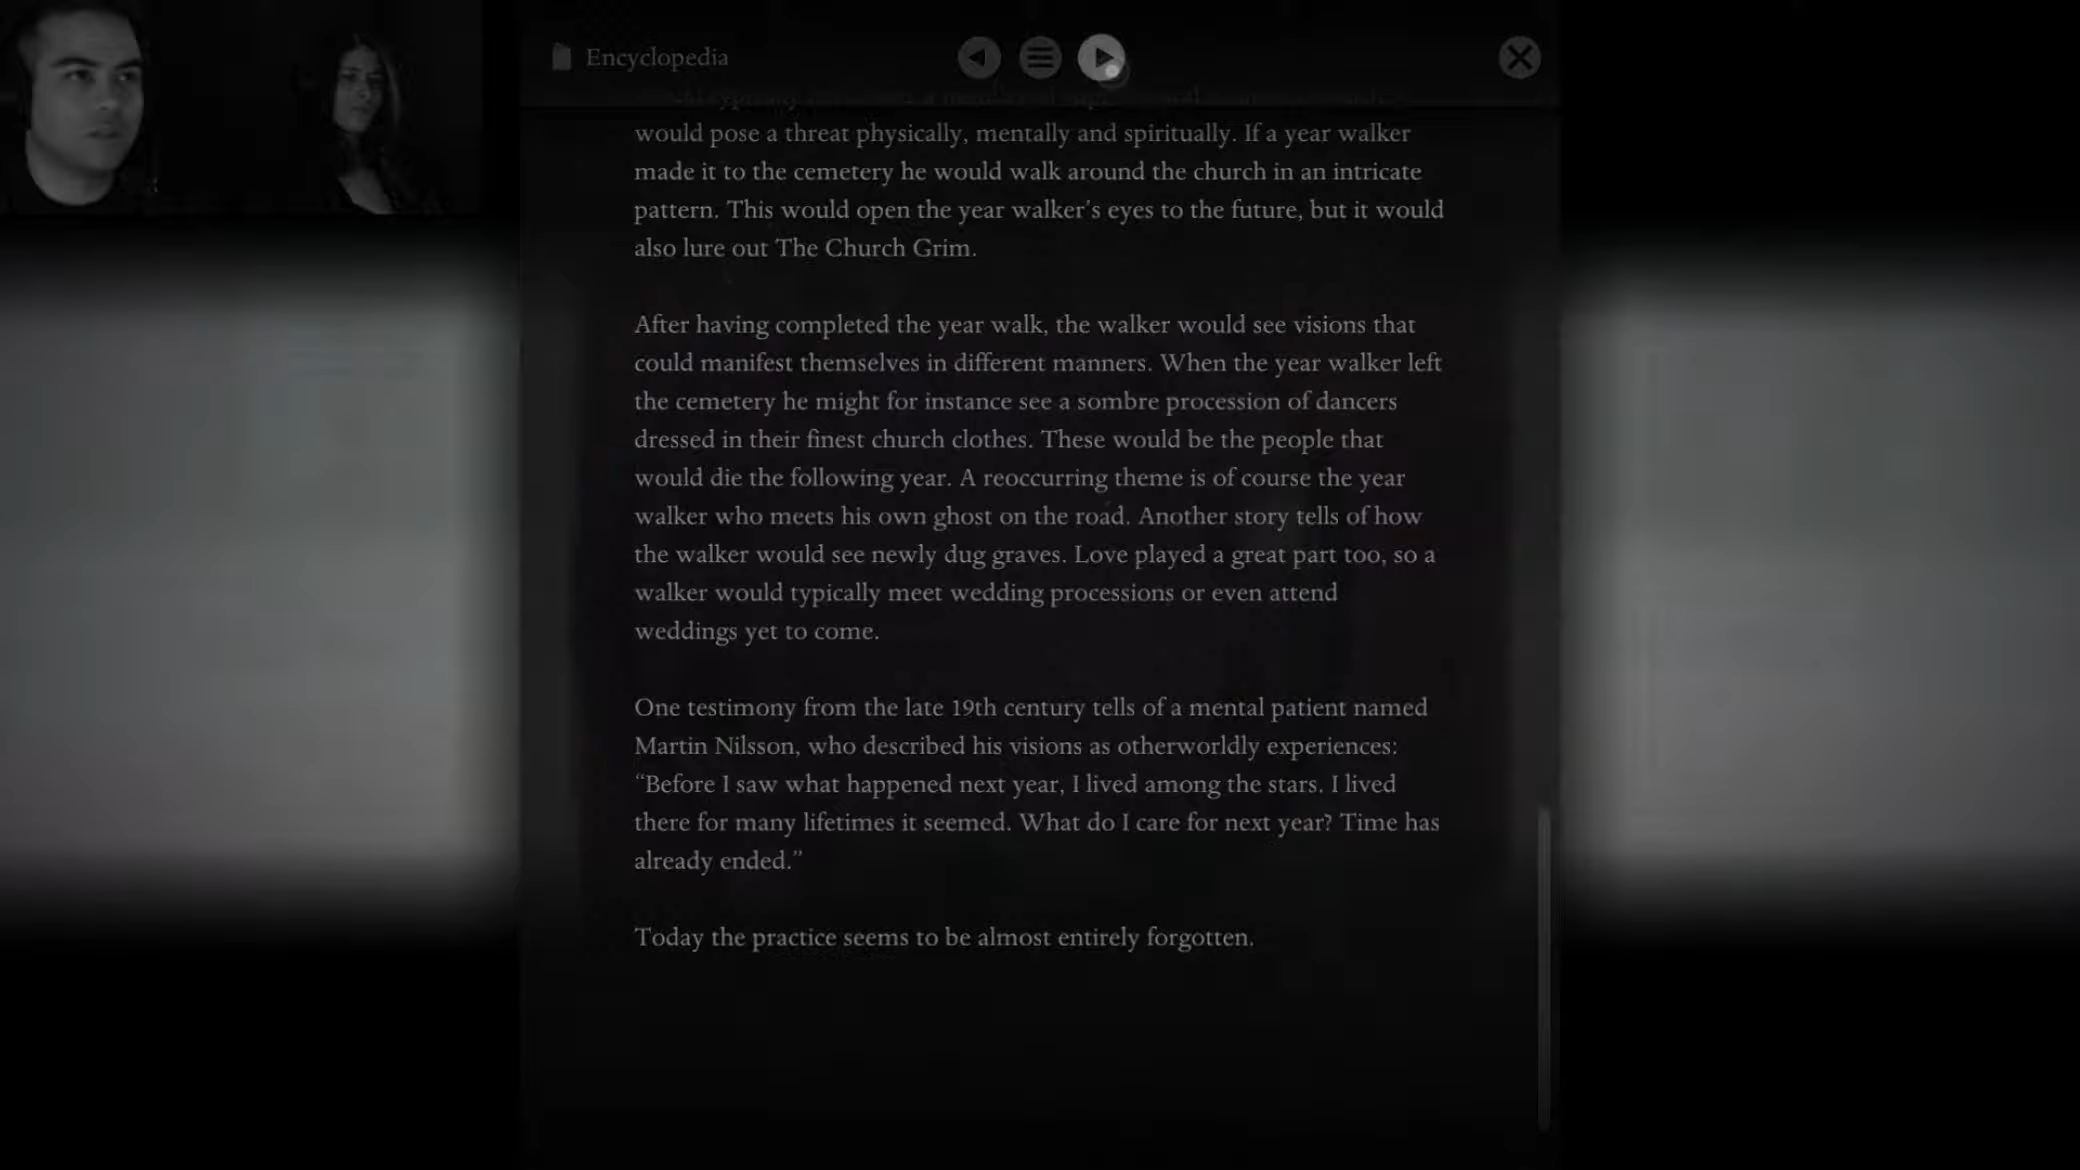 Encyclopedia
would pose a threat physically, mentally and spiritually. If a year walker
made it to the cemetery he would walk around the church in an intricate
pattern. This would open the year walker's eyes to the future, but it would
also lure out The Church Grim.
After having completed the year walk, the walker would see visions that
could manifest themselves in different manners. When the year walker left
the cemetery he might for instance see a sombre procession of dancers
dressed in their finest church clothes. These would be the people that
would die the following year. A reoccurring theme is of course the year
walker who meets his own ghost on the road. Another story tells of how
the walker would see newly dug graves. Love played a great part too, so a
walker would typically meet wedding processions or even attend
weddings yet to come.
One testimony from the late 19th century tells of a mental patient named
Martin Nilsson, who described his visions as otherworldly experiences:
“Before I saw what happened next year, I lived among the stars. I lived
there for many lifetimes it seemed. What do I care for next year? Time has
already ended.”
Today the practice seems to be almost entirely forgotten.